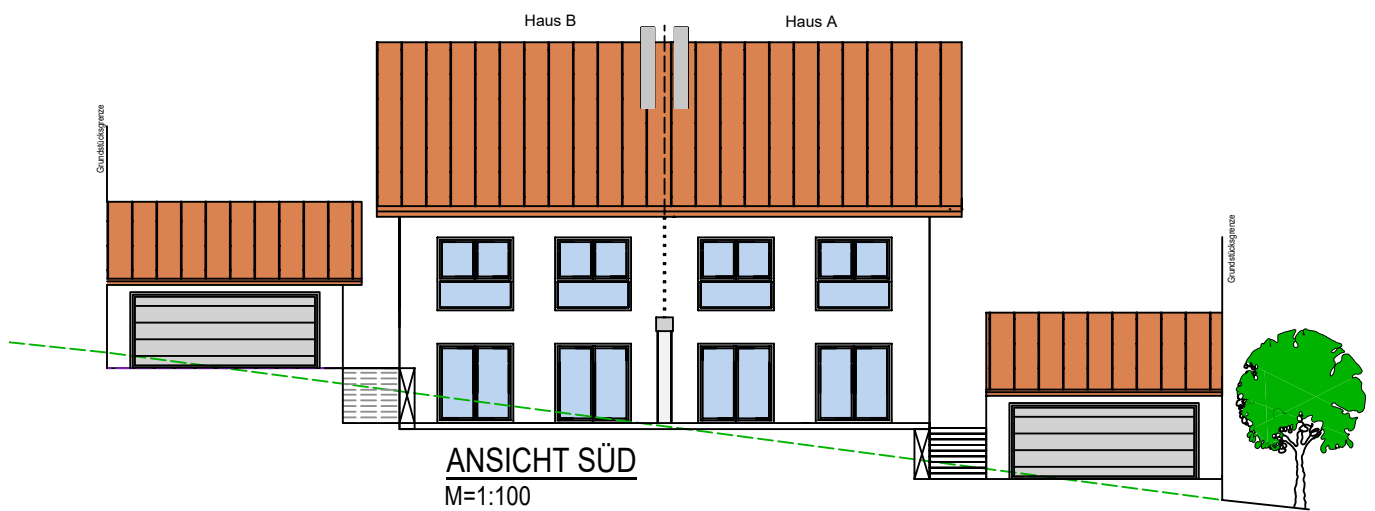 Haus B
Haus A
Grundstücksgrenze
Grundstücksgrenze
ANSICHT SÜD
M=1:100